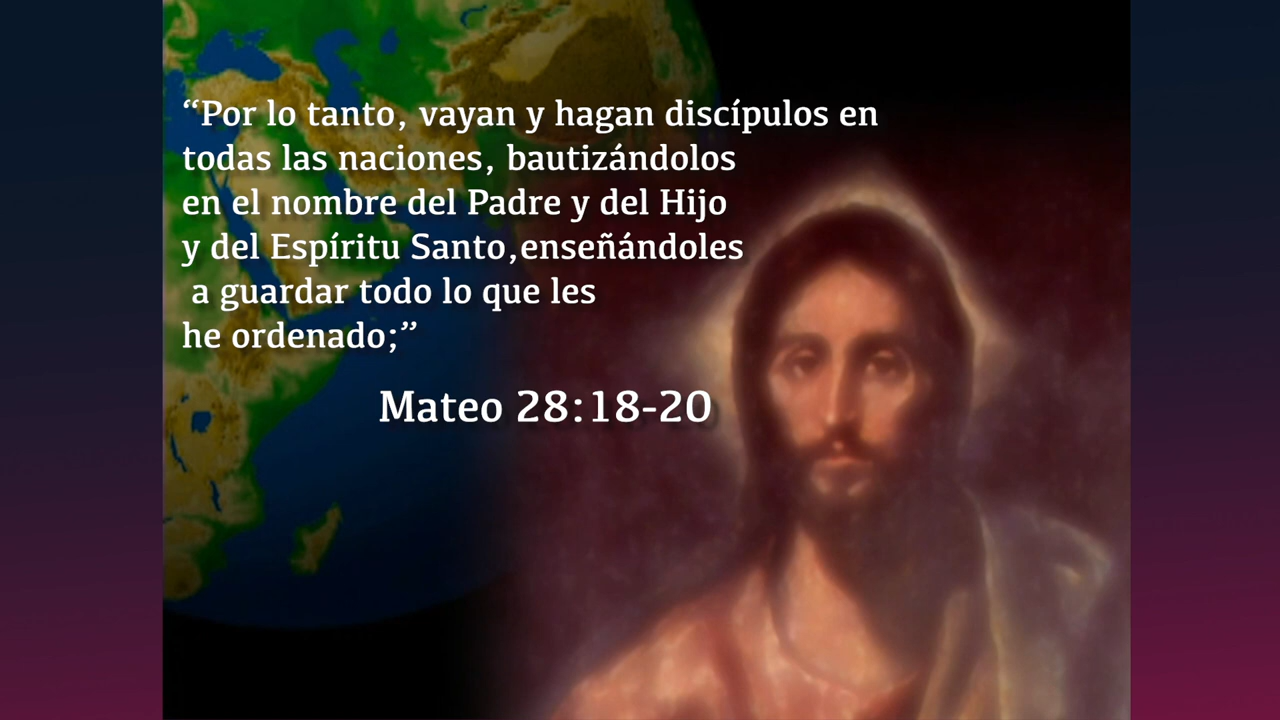 “Por lo tanto, vayan y hagan discípulos en
todas las naciones, bautizándolos
en el nombre del Padre y del Hijo
y del Espíritu Santo,enseñándoles
a guardar todo lo que les
he ordenado;”
Mateo 28:18-20